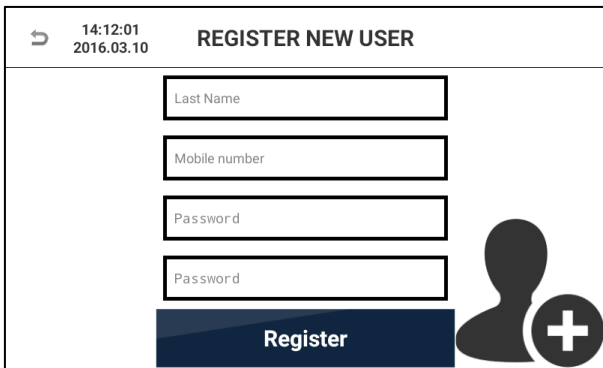 14:12:01
2016.03.10
REGISTER NEW USER
Last Name
Mobile number
Password
Password
Register